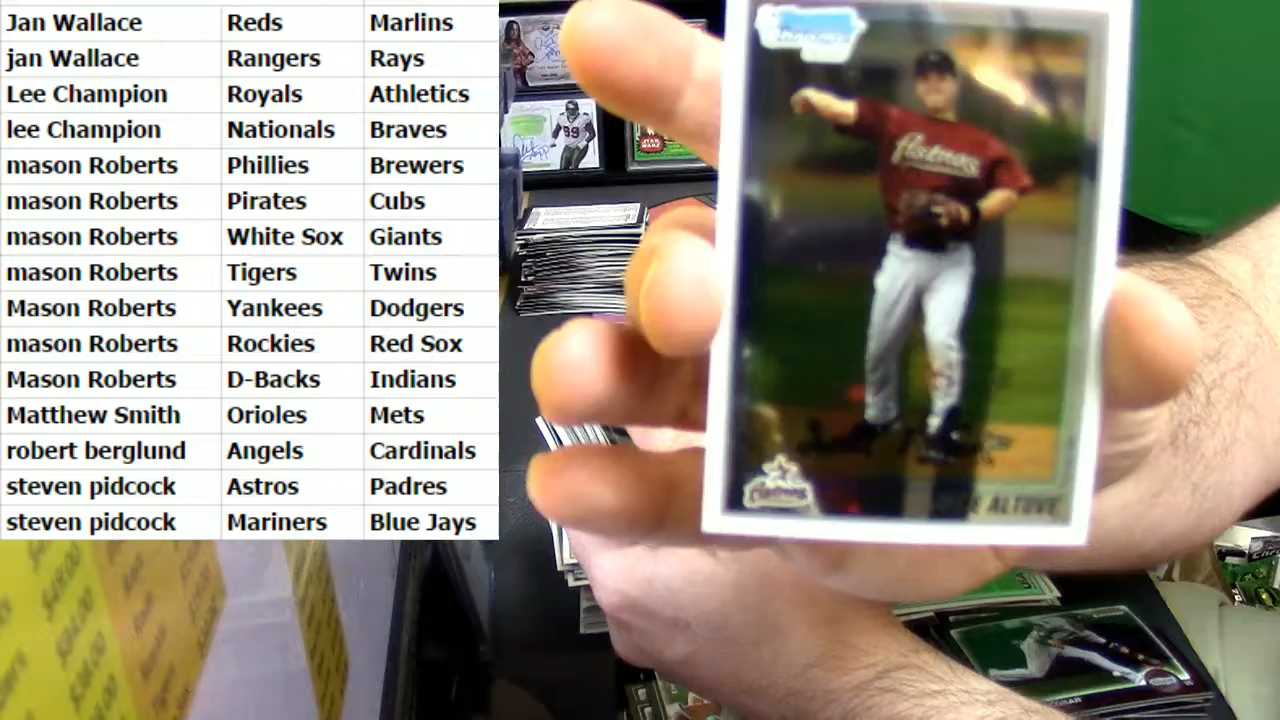 Jan Wallace Reds Marlins
jan Wallace Rangers Rays
Lee Champion Royals Athletics
lee Champion Nationals Braves
mason Roberts Phillies Brewers
mason Roberts Pirates Cubs
mason Roberts White Sox Giants
mason Roberts Tigers Twins
Mason Roberts Yankees Dodgers
mason Roberts Rockies Red Sox
Mason Roberts D-Backs Indians
Matthew Smith Orioles Mets
robert berglund Angels Cardinals
steven pidcock Astros Padres
steven pidcock Mariners Blue Jays
Astros
ALTUVE
99
STAR WARS